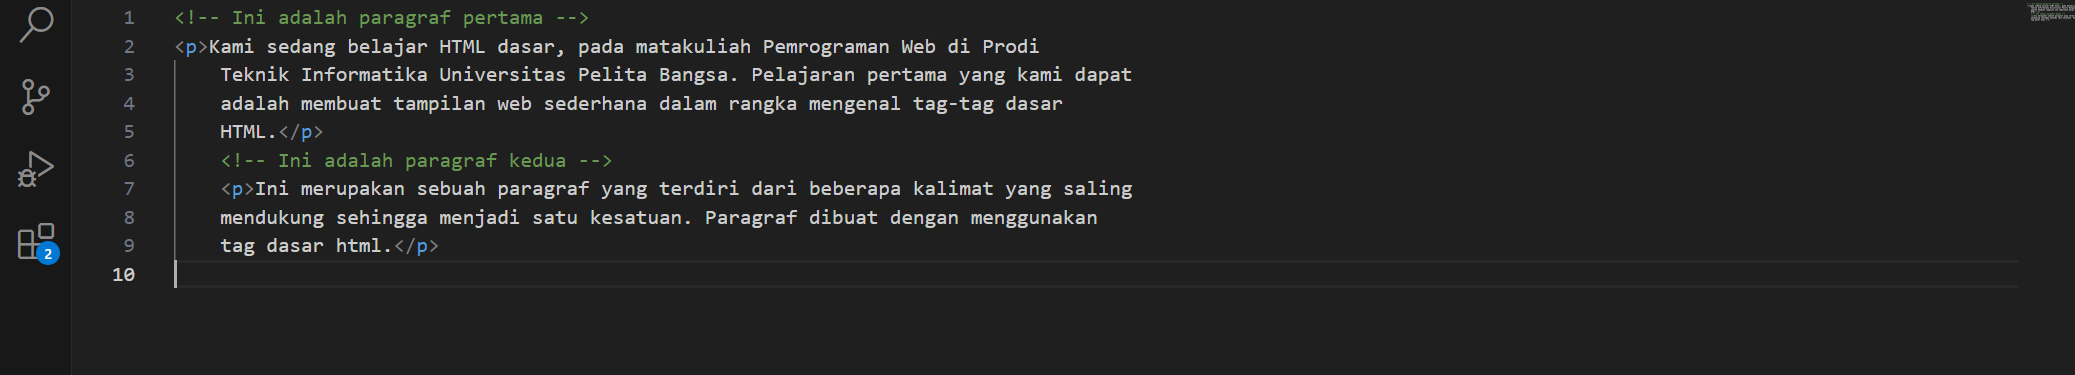 1 <!-- Ini adalah paragraf pertama -->
2 <p>Kami sedang belajar HTML dasar, pada matakuliah Pemrograman Web di Prodi
3 Teknik Informatika Universitas Pelita Bangsa. Pelajaran pertama yang kami dapat
4 adalah membuat tampilan web sederhana dalam rangka mengenal tag-tag dasar
5 HTML.</p>
6 <!-- Ini adalah paragraf kedua -->
7 <p>Ini merupakan sebuah paragraf yang terdiri dari beberapa kalimat yang saling
8 mendukung sehingga menjadi satu kesatuan. Paragraf dibuat dengan menggunakan
9 tag dasar html.</p>
10
2